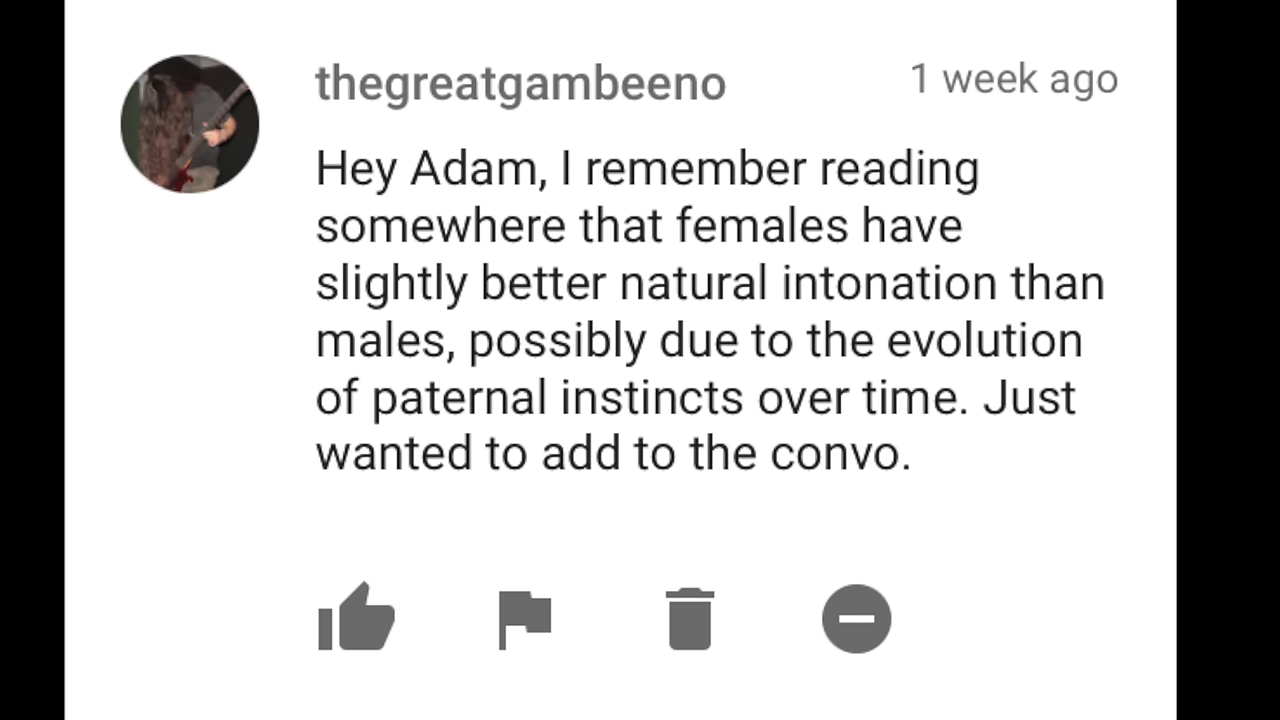 thegreatgambeeno
1 week ago
Hey Adam, I remember reading
somewhere that females have
slightly better natural intonation than
males, possibly due to the evolution
of paternal instincts over time. Just
wanted to add to the convo.